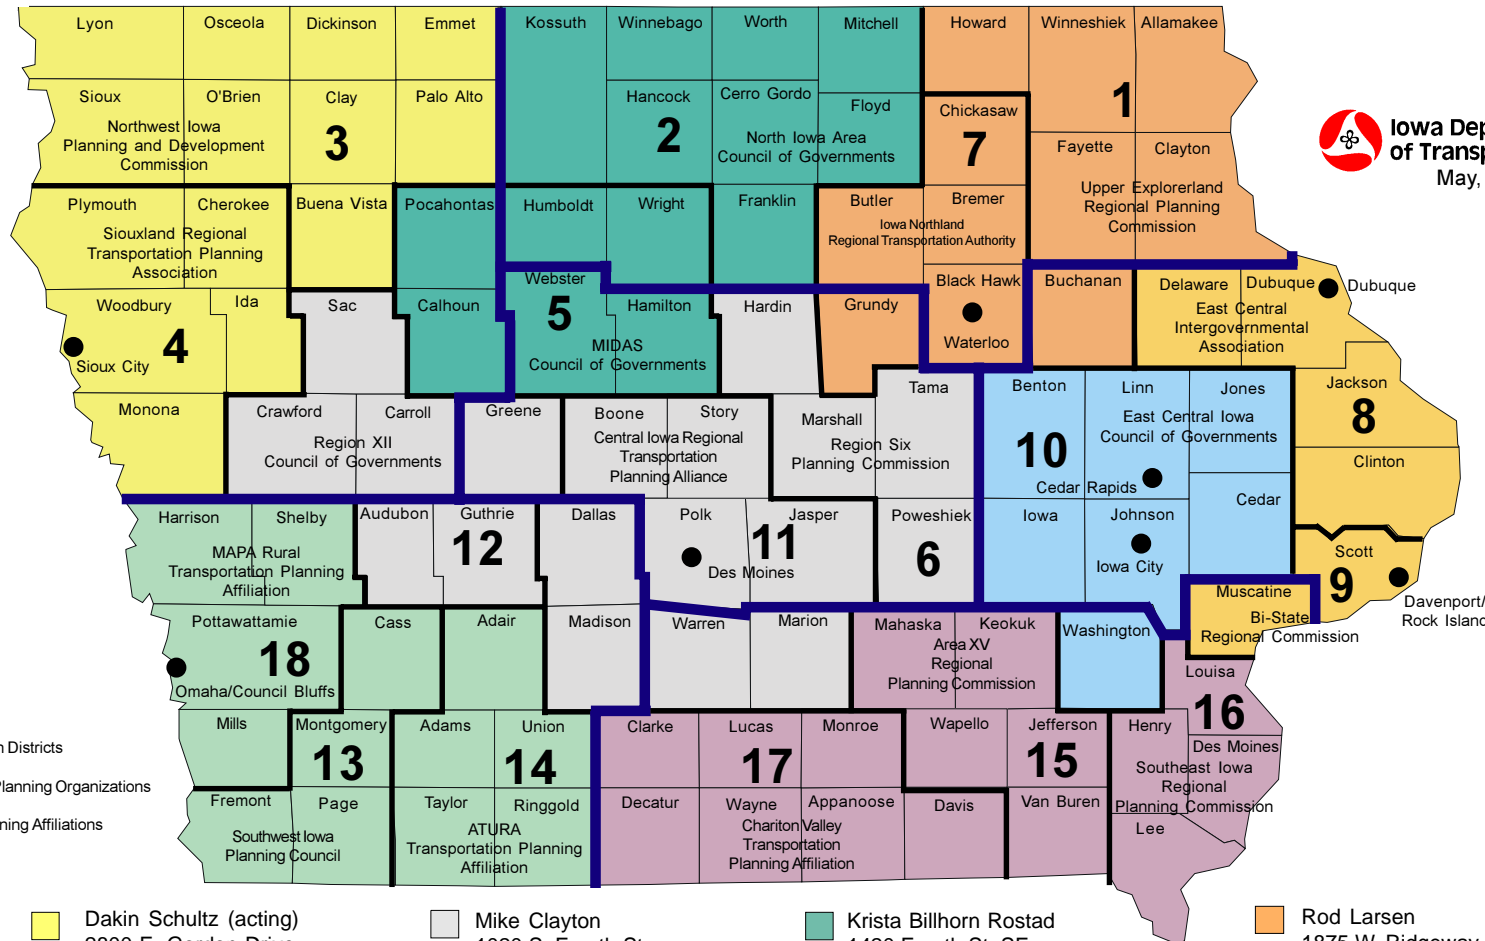 Lyon
Osceola
Dickinson
Emmet
Kossuth
Winnebago
Worth
Mitchell
Howard
Winneshiek
Allamakee
Sioux
O'Brien
Clay
Palo Alto
Hancock
Cerro Gordo
Floyd
Chickasaw
1
Northwest Iowa
Planning and Development
Commission
3
2
North Iowa Area
Council of Governments
7
Fayette
Clayton
Iowa Dep
of Transp
May,
Upper Explorerland
Regional Planning
Commission
Plymouth
Cherokee
Buena Vista
Pocahontas
Humboldt
Wright
Franklin
Butler
Bremer
Iowa Northland
Regional Transportation Authority
Siouxland Regional
Transportation Planning
Association
Woodbury
Ida
Sac
Calhoun
Webster
5
Hamilton
Hardin
Grundy
Black Hawk
Buchanan
Delaware
Dubuque
Dubuque
East Central
Intergovernmental
Association
4
Sioux City
MIDAS
Council of Governments
Waterloo
Monona
Crawford
Carroll
Region XII
Council of Governments
Greene
Boone
Story
Central Iowa Regional
Transportation
Planning Alliance
Marshall
Tama
Region Six
Planning Commission
Benton
Linn
Jones
East Central Iowa
Council of Governments
10
Cedar Rapids
Jackson
8
Clinton
Harrison
Shelby
Audubon
Guthrie
12
Dallas
Polk
Jasper
11
Des Moines
Poweshiek
6
Iowa
Johnson
Iowa City
Cedar
Scott
9
MAPA Rural
Transportation Planning
Affiliation
Muscatine
Bi-State
Regional Commission
Davenport/
Rock Islan
Pottawattamie
18
Omaha/Council Bluffs
Cass
Adair
Madison
Warren
Marion
Mahaska
Keokuk
Area XV
Regional
Planning Commission
Washington
Louisa
16
Mills
Montgomery
13
Adams
Union
14
Clarke
Lucas
Monroe
17
Wapello
Jefferson
15
Henry
Des Moines
Southeast Iowa
Regional
Planning Commission
n Districts
Planning Organizations
ning Affiliations
Fremont
Page
Southwest Iowa
Planning Council
Taylor
Ringgold
ATURA
Transportation Planning
Affiliation
Decatur
Wayne
Appanoose
Chariton Valley
Transportation
Planning Affiliation
Davis
Van Buren
Lee
Dakin Schultz (acting)
Mike Clayton
Krista Billhorn Rostad
Rod Larsen